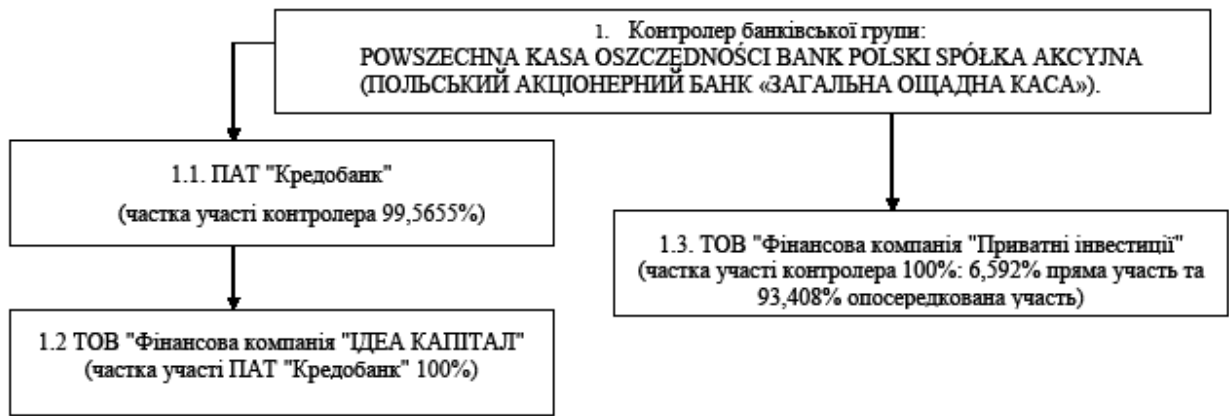 1. Контролер банківської групи:
POWSZECHNA KASA OSZCZĘDNOŚCI BANK POLSKI SPÓŁKA AKCYJNA
(ПОЛЬСЬКИЙ АКЦІОНЕРНИЙ БАНК «ЗАГАЛЬНА ОЩАДНА КАСА»).
1.1. ПАТ "Кредобанк"
(частка участі контролера 99,5655%)
1.3. ТОВ "Фінансова компанія "Приватні інвестиції"
(частка участі контролера 100%: 6,592% пряма участь та
93,408% опосередкована участь)
1.2 ТОВ "Фінансова компанія "ІДЕА КАПІТАЛ"
(частка участі ПАТ "Кредобанк" 100%)